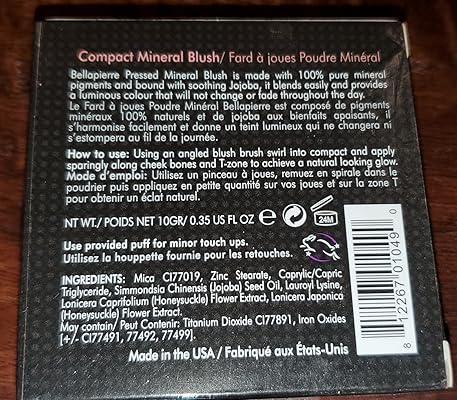 Compact Mineral Blush/ Fard à joues Poudre Minéral
Bellapierre Pressed Mineral Blush is made with 100% pure mineral
pigments and bound with soothing Jojoba, it blends easily and provides
a luminous colour that will not change or fade throughout the day.
Le Fard à joues Poudre Minéral Bellapierre est composé de pigments
minéraux 100% naturels et de jojoba aux bienfaits apaisants, il
s'harmonise facilement et donne un teint lumineux qui ne changera ni
s'estompera au fil de la journée.
How to use: Using an angled blush brush swirl into compact and apply
sparingly along cheek bones and T-zone to achieve a natural looking glow.
Mode d'emploi: Utilisez un pinceau à joues, remuez en spirale dans le
poudrier puis appliquez en petite quantité sur vos joues et sur la zone T
pour obtenir un éclat naturel.
NT WT./ POIDS NET 10GR/ 0.35 US FL OZ
24M
Use provided puff for minor touch ups.
Utilisez la houppette fournie pour les retouches.
INGREDIENTS: Mica CI77019, Zinc Stearate, Caprylic/Capric
Triglyceride, Simmondsia Chinensis (Jojoba) Seed Oil, Lauroyl Lysine,
Lonicera Caprifolium (Honeysuckle) Flower Extract, Lonicera Japonica
(Honeysuckle) Flower Extract.
May contain/ Peut Contenir: Titanium Dioxide CI77891, Iron Oxides
[+/- CI77491, 77492, 77499].
Made in the USA / Fabriqué aux États-Unis
8 12267 01049 0